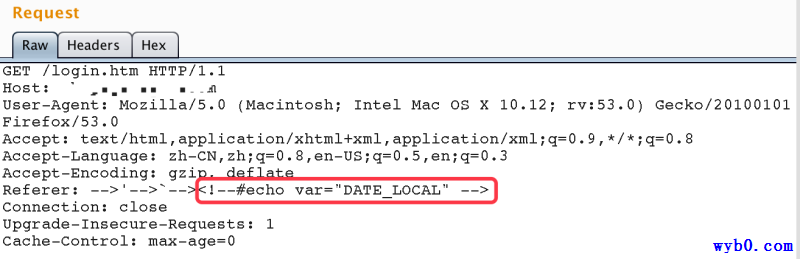 Request
Raw Headers Hex
GET /login.htm HTTP/1.1
Host:
User-Agent: Mozilla/5.0 (Macintosh; Intel Mac OS X 10.12; rv:53.0) Gecko/20100101
Firefox/53.0
Accept: text/html,application/xhtml+xml,application/xml;q=0.9,*/*;q=0.8
Accept-Language: zh-CN,zh;q=0.8,en-US;q=0.5,en;q=0.3
Accept-Encoding: gzip, deflate
Referer: -->'-->`--><!--#echo var="DATE_LOCAL" -->
Connection: close
Upgrade-Insecure-Requests: 1
Cache-Control: max-age=0
wyb0.com